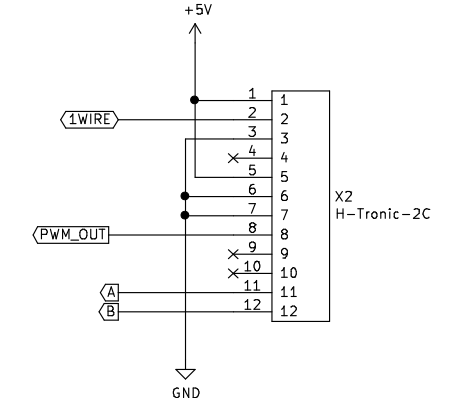 +5V
1 1
1WIRE 2 2
3 3
4 4
5 5
6 6 X2
7 7 H-Tronic-2C
PWM_OUT 8 8
9 9
10 10
A 11 11
B 12 12
GND